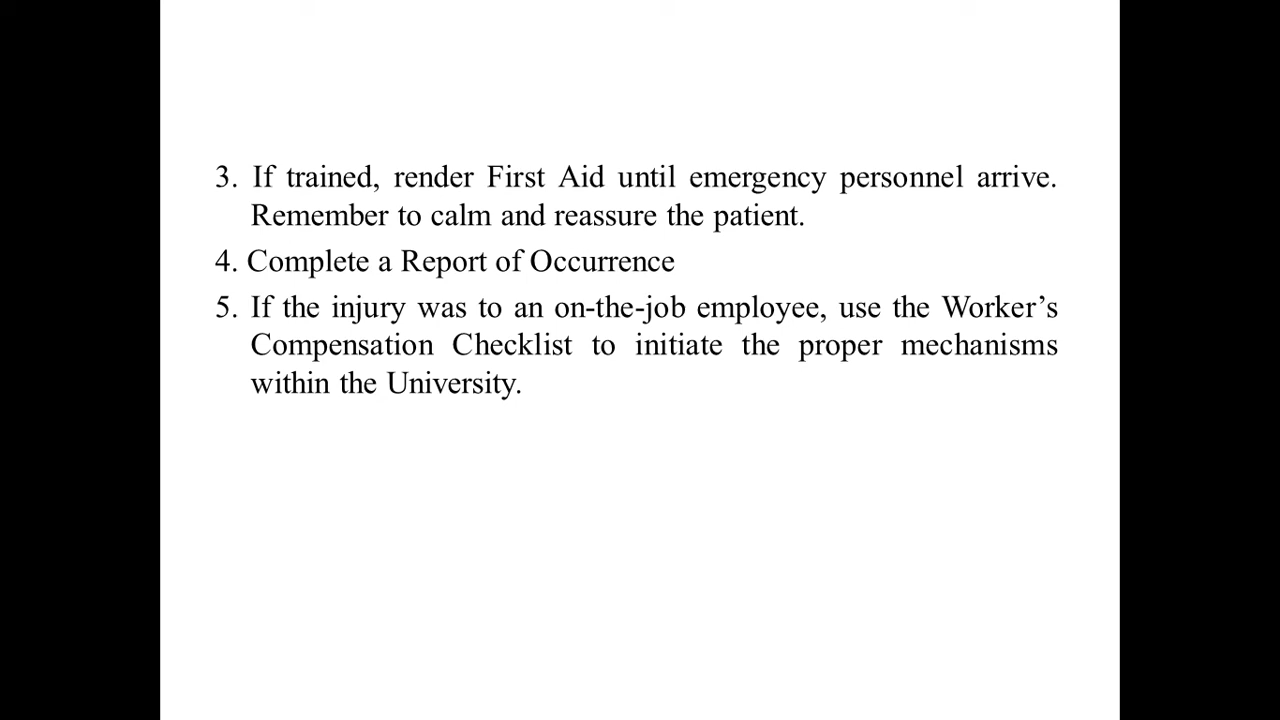 3. If trained, render First Aid until emergency personnel arrive.
Remember to calm and reassure the patient.
4. Complete a Report of Occurrence
5. If the injury was to an on-the-job employee, use the Worker’s
Compensation Checklist to initiate the proper mechanisms
within the University.